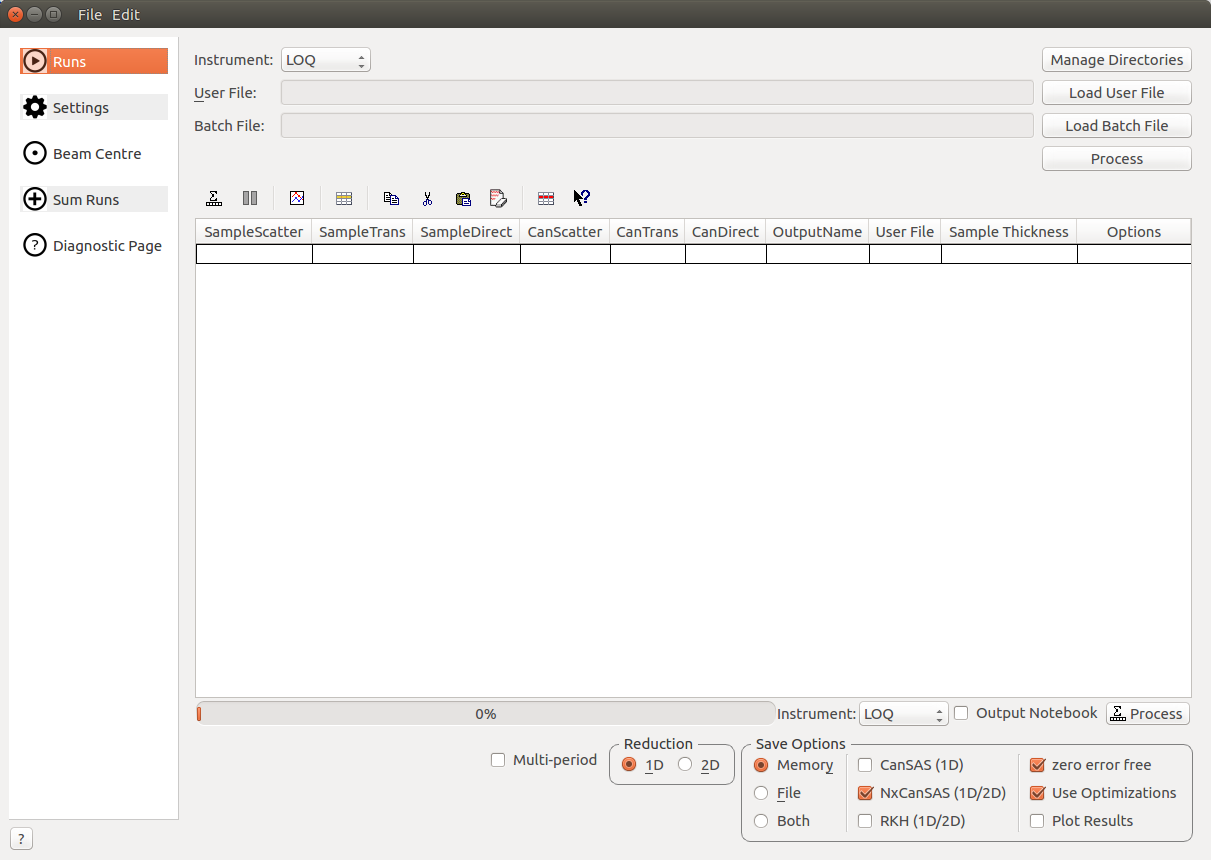 File Edit
Runs
Settings
Beam Centre
Sum Runs
? Diagnostic Page
Instrument: LOQ Manage Directories
User File: Load User File
Batch File: Load Batch File
Process
SampleScatter SampleTrans SampleDirect CanScatter CanTrans CanDirect OutputName User File Sample Thickness Options
0% Instrument: LOQ Output Notebook Σ Process
Multi-period Reduction 1D 2D
Save Options
Memory CanSAS (1D) zero error free
File NxCanSAS (1D/2D) Use Optimizations
Both RKH (1D/2D) Plot Results
?